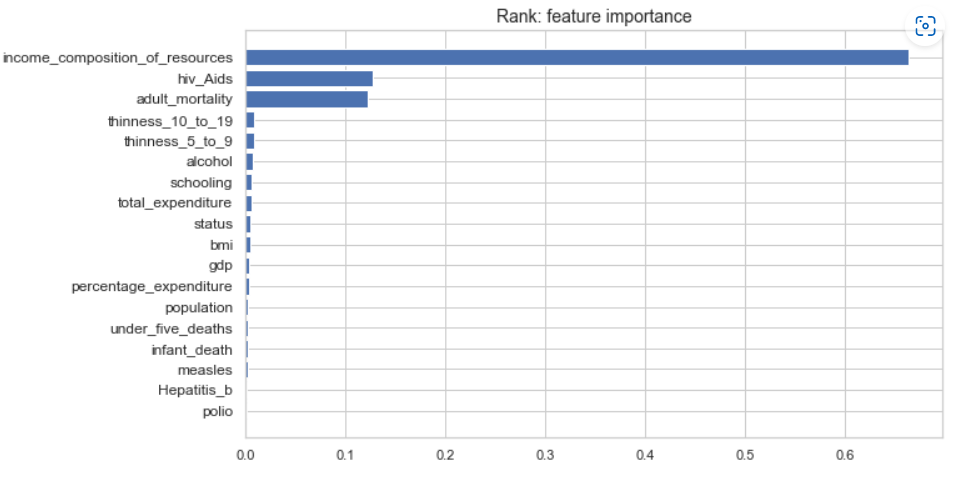 Rank: feature importance
income_composition_of_resources
hiv_Aids
adult_mortality
thinness_10_to_19
thinness_5_to_9
alcohol
schooling
total_expenditure
status
bmi
gdp
percentage_expenditure
population
under_five_deaths
infant_death
measles
Hepatitis_b
polio
0.0 0.1 0.2 0.3 0.4 0.5 0.6